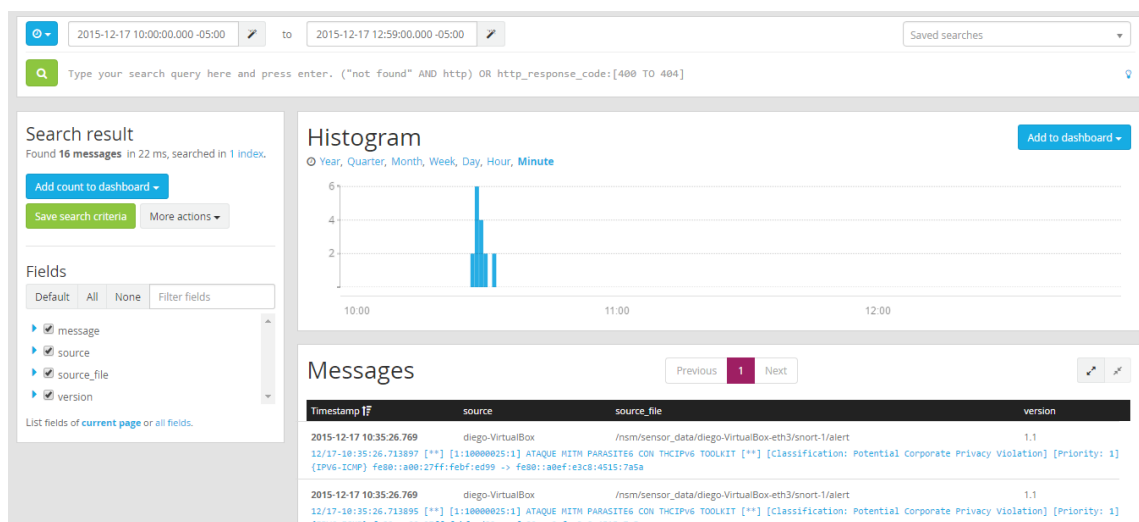 2015-12-17 10:00:00.000 -05:00 to 2015-12-17 12:59:00.000 -05:00 Saved searches
Type your search query here and press enter. ("not found" AND http) OR http_response_code:[400 TO 404]
Search result
Found 16 messages in 22 ms, searched in 1 index.
Add count to dashboard
Save search criteria More actions
Fields
Default All None Filter fields
message
source
source_file
version
List fields of current page or all fields.
Histogram
Add to dashboard
Year, Quarter, Month, Week, Day, Hour, Minute
6
4
2
10:00 11:00 12:00
Messages
Previous 1 Next
Timestamp source source_file version
2015-12-17 10:35:26.769 diego-VirtualBox /nsm/sensor_data/diego-VirtualBox-eth3/snort-1/alert 1.1
12/17-10:35:26.713897 [**] [1:10000025:1] ATAQUE MITM PARASITE6 CON THCIPv6 TOOLKIT [**] [Classification: Potential Corporate Privacy Violation] [Priority: 1]
{IPV6-ICMP} fe80::a00:27ff:febf:ed99 -> fe80::a0ef:e3c8:4515:7a5a
2015-12-17 10:35:26.769 diego-VirtualBox /nsm/sensor_data/diego-VirtualBox-eth3/snort-1/alert 1.1
12/17-10:35:26.713895 [**] [1:10000025:1] ATAQUE MITM PARASITE6 CON THCIPv6 TOOLKIT [**] [Classification: Potential Corporate Privacy Violation] [Priority: 1]